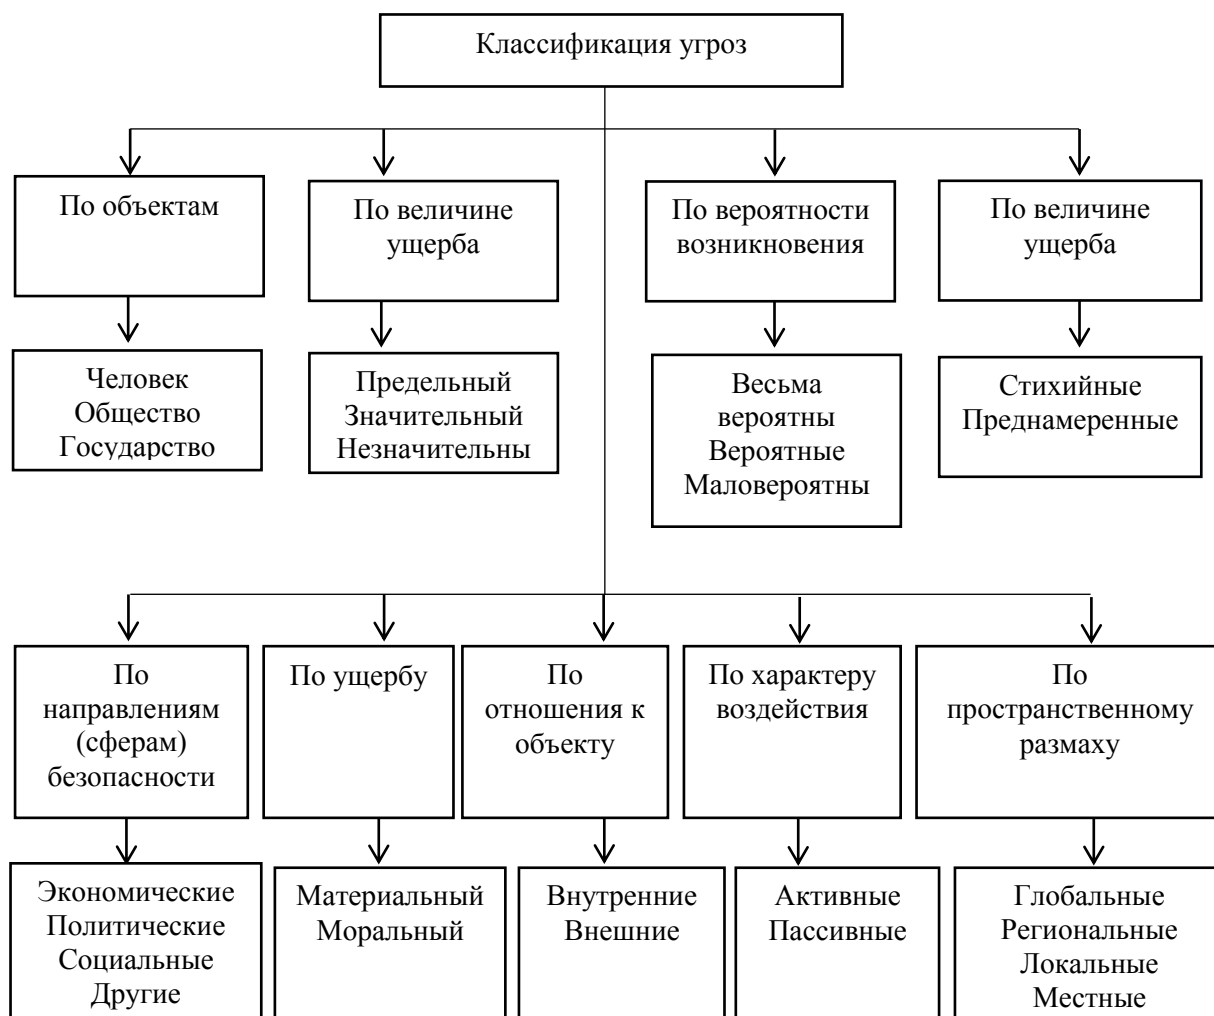 Классификация угроз
По объектам
По величине
ущерба
По вероятности
возникновения
По величине
ущерба
Человек
Общество
Государство
Предельный
Значительный
Незначительны
Весьма
вероятны
Вероятные
Маловероятны
Стихийные
Преднамеренные
По
направлениям
(сферам)
безопасности
По ущербу
По
отношения к
объекту
По характеру
воздействия
По
пространственному
размаху
Экономические
Политические
Социальные
Другие
Материальный
Моральный
Внутренние
Внешние
Активные
Пассивные
Глобальные
Региональные
Локальные
Местные